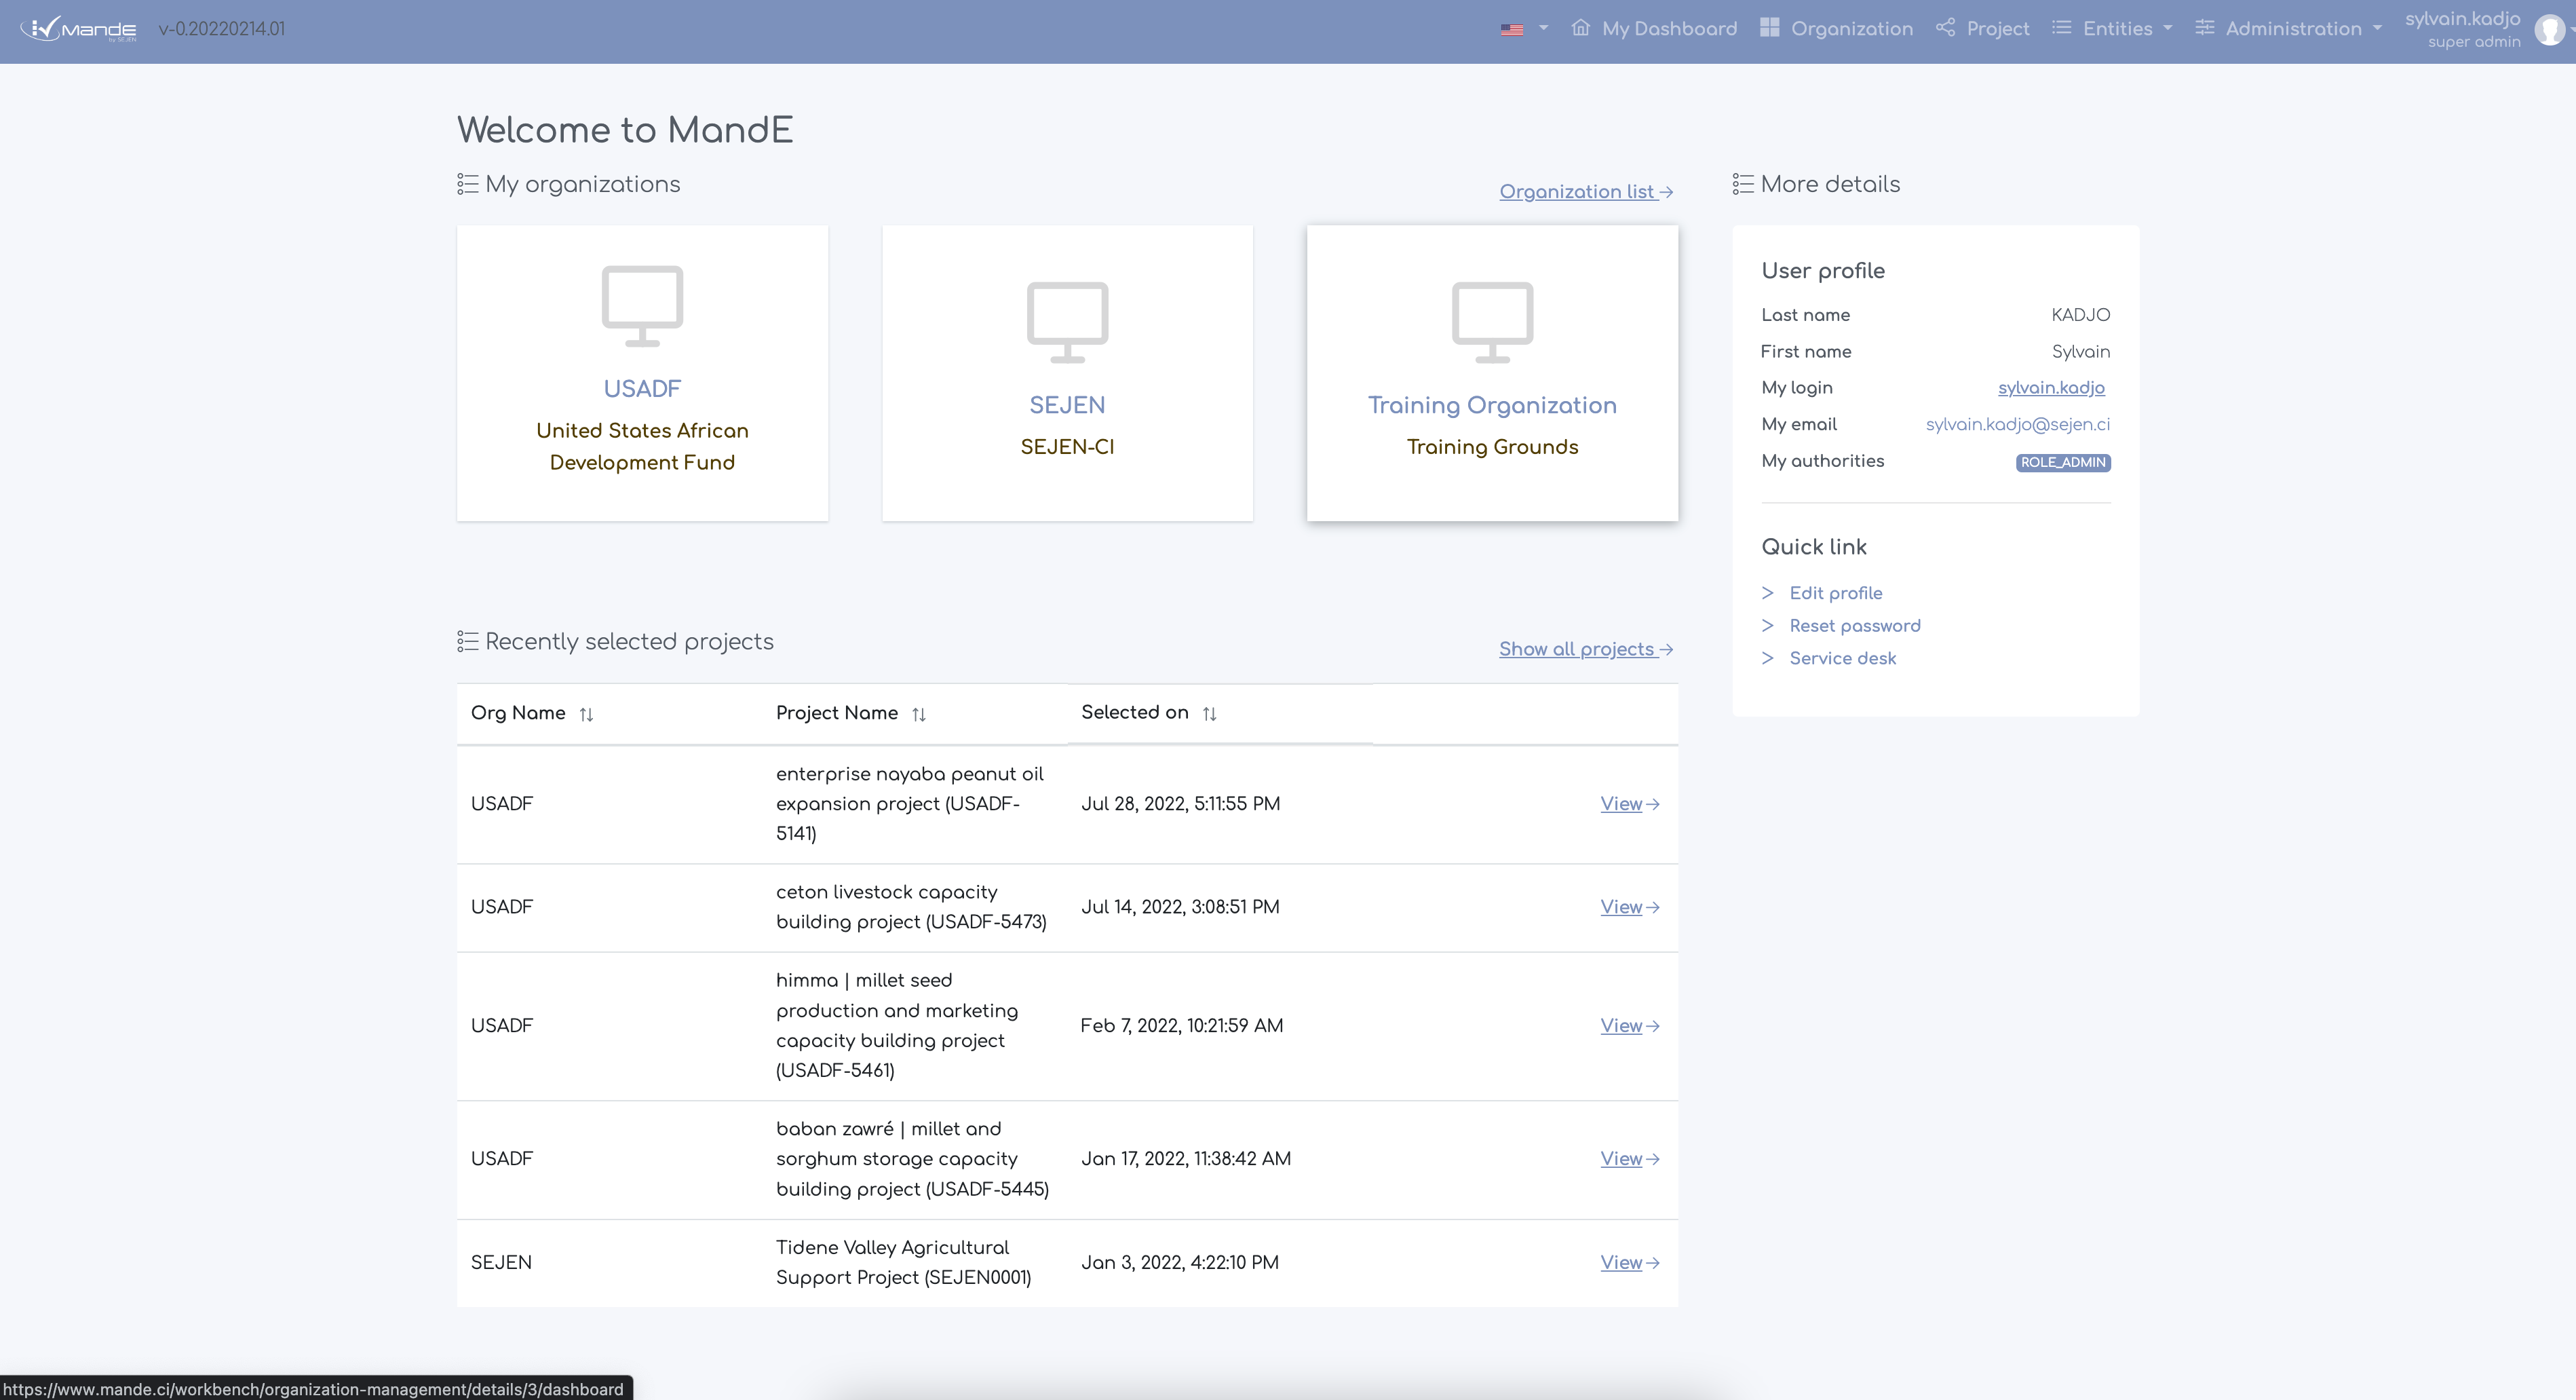 Mande
by SEJEN
v-0.20220214.01
My Dashboard
Organization
Project
Entities
Administration
sylvain.kadjo
super admin
Welcome to MandE
My organizations
Organization list
USADF
United States African
Development Fund
SEJEN
SEJEN-CI
Training Organization
Training Grounds
More details
User profile
Last name KADJO
First name Sylvain
My login sylvain.kadjo
My email sylvain.kadjo@sejen.ci
My authorities ROLE_ADMIN
Quick link
> Edit profile
> Reset password
> Service desk
Recently selected projects
Show all projects
Org Name Project Name Selected on
USADF
enterprise nayaba peanut oil
expansion project (USADF-
5141)
Jul 28, 2022, 5:11:55 PM
View
USADF
ceton livestock capacity
building project (USADF-5473)
Jul 14, 2022, 3:08:51 PM
View
USADF
himma | millet seed
production and marketing
capacity building project
(USADF-5461)
Feb 7, 2022, 10:21:59 AM
View
USADF
baban zawré | millet and
sorghum storage capacity
building project (USADF-5445)
Jan 17, 2022, 11:38:42 AM
View
SEJEN
Tidene Valley Agricultural
Support Project (SEJEN0001)
Jan 3, 2022, 4:22:10 PM
View
https://www.mande.ci/workbench/organization-management/details/3/dashboard